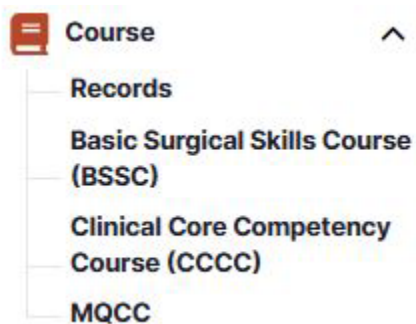 Course
Records
Basic Surgical Skills Course
(BSSC)
Clinical Core Competency
Course (CCCC)
MQCC